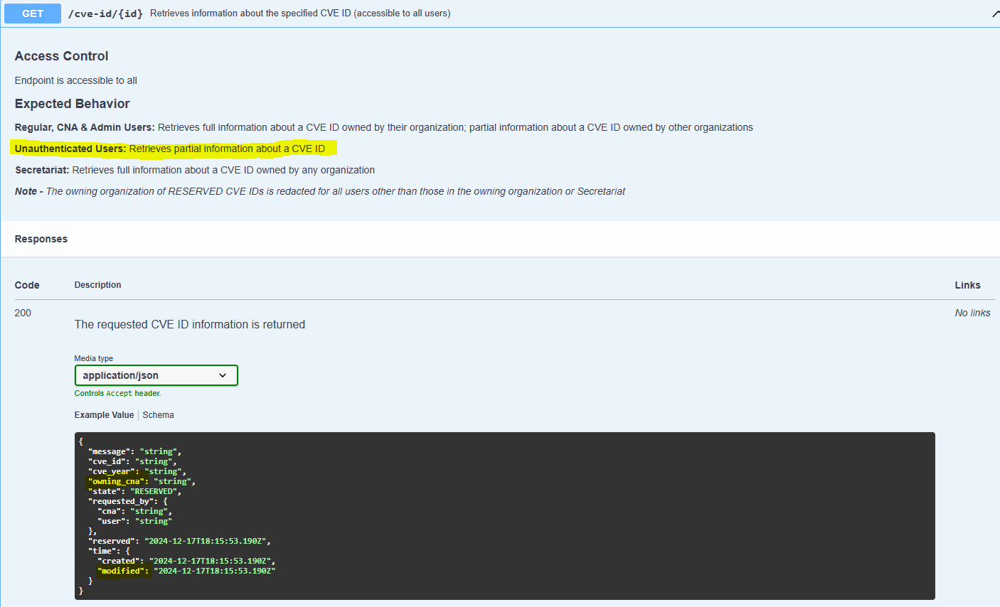 GET /cve-id/{id} Retrieves information about the specified CVE ID (accessible to all users)
Access Control
Endpoint is accessible to all
Expected Behavior
Regular, CNA & Admin Users: Retrieves full information about a CVE ID owned by their organization; partial information about a CVE ID owned by other organizations
Unauthenticated Users: Retrieves partial information about a CVE ID
Secretariat: Retrieves full information about a CVE ID owned by any organization
Note - The owning organization of RESERVED CVE IDs is redacted for all users other than those in the owning organization or Secretariat
Responses
Code Description Links
200 No links
The requested CVE ID information is returned
Media type
application/json
Controls Accept header.
Example Value Schema
{
  "message": "string",
  "cve_id": "string",
  "cve_year": "string",
  "owning_cna": "string",
  "state": "RESERVED",
  "requested_by": {
    "cna": "string",
    "user": "string"
  },
  "reserved": "2024-12-17T18:15:53.190Z",
  "time": {
    "created": "2024-12-17T18:15:53.190Z",
    "modified": "2024-12-17T18:15:53.190Z"
  }
}